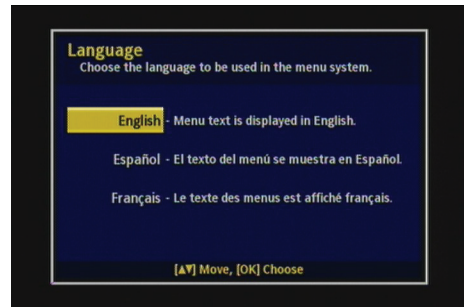 Language
Choose the language to be used in the menu system.
English - Menu text is displayed in English.
Español - El texto del menú se muestra en Español.
Français - Le texte des menus est affiché français.
[▲▼] Move, [OK] Choose